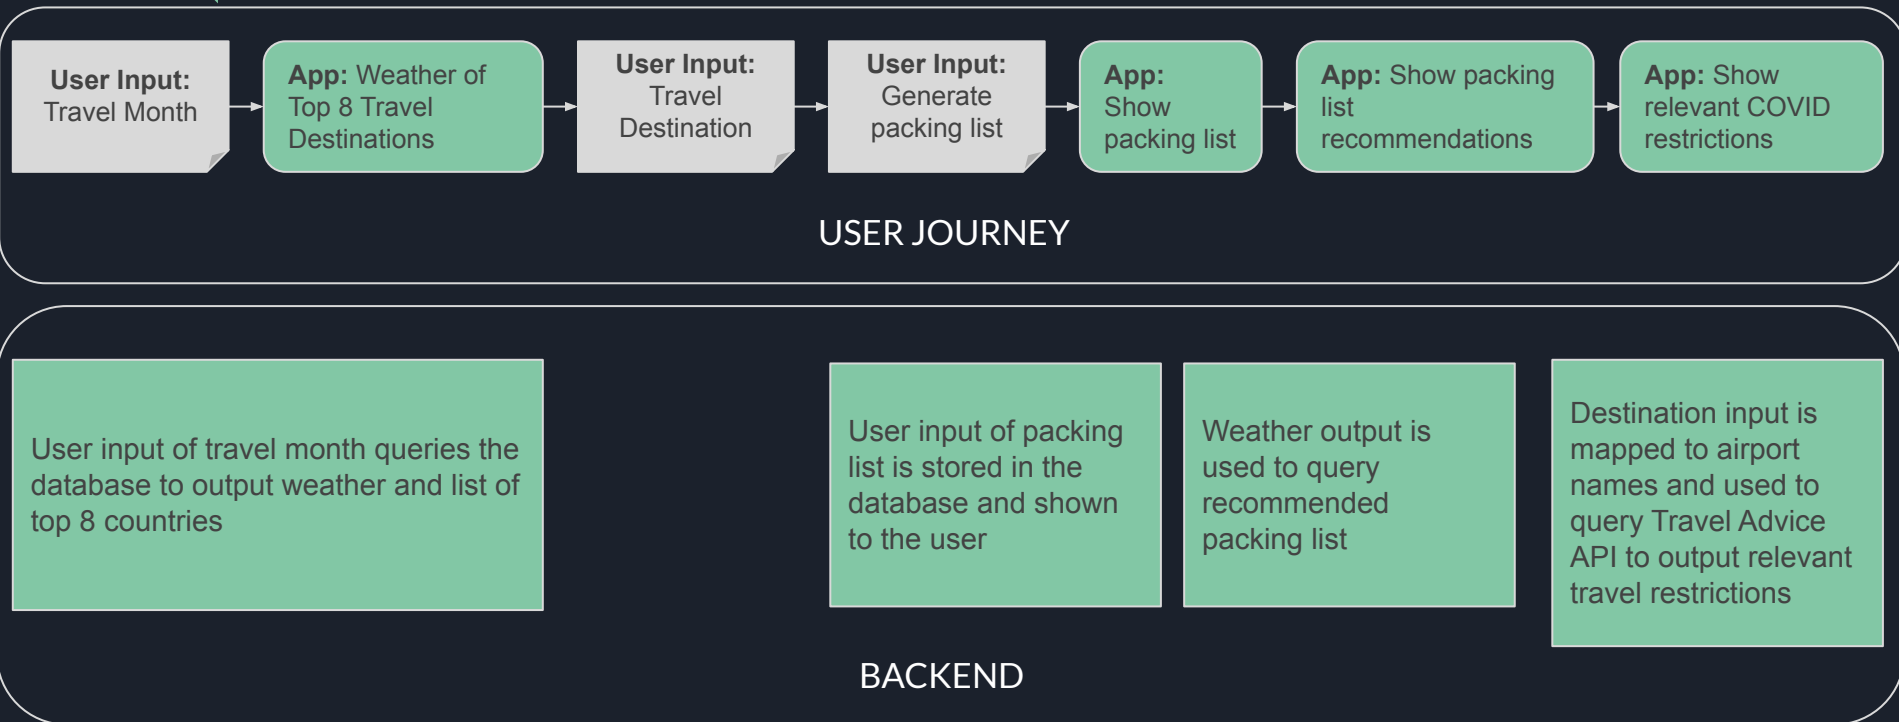 User Input:
Travel Month
App: Weather of
Top 8 Travel
Destinations
User Input:
Travel
Destination
User Input:
Generate
packing list
App:
Show
packing list
App: Show packing
list
recommendations
App: Show
relevant COVID
restrictions
USER JOURNEY
User input of travel month queries the
database to output weather and list of
top 8 countries
User input of packing
list is stored in the
database and shown
to the user
Weather output is
used to query
recommended
packing list
Destination input is
mapped to airport
names and used to
query Travel Advice
API to output relevant
travel restrictions
BACKEND